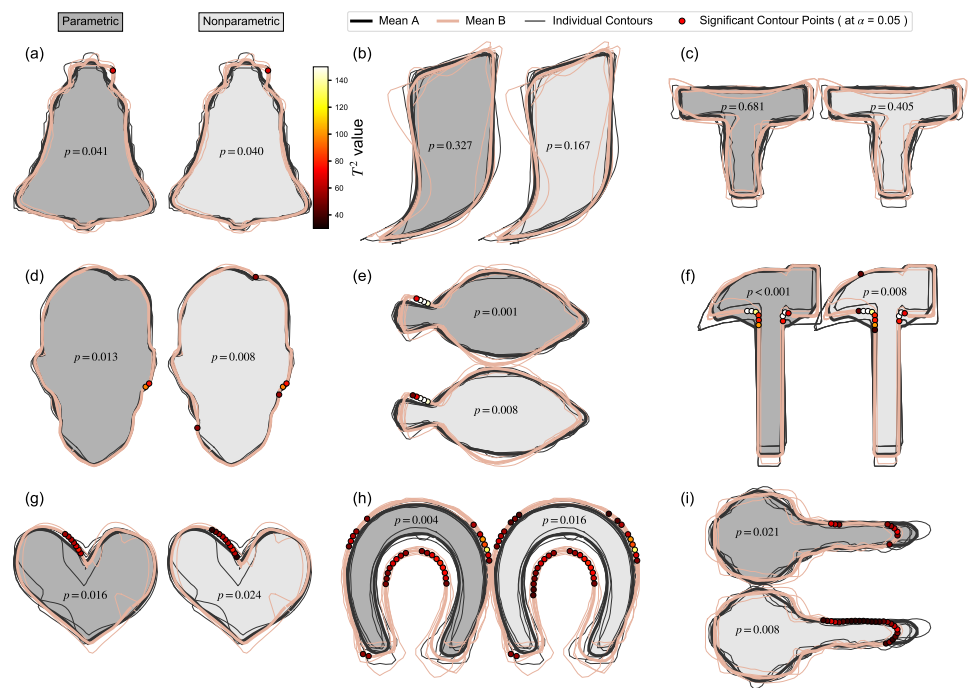 Parametric Nonparametric Mean A Mean B Individual Contours Significant Contour Points ( at α = 0.05)
(a) (b) (c)
140
120
100
80
60
40
T² value
p = 0.041 p = 0.040
p = 0.327 p = 0.167
p = 0.681 p = 0.405
(d) (e) (f)
p = 0.013 p = 0.008
p = 0.001
p = 0.008
p < 0.001 p = 0.008
(g) (h) (i)
p = 0.016 p = 0.024
p = 0.004 p = 0.016
p = 0.021
p = 0.008